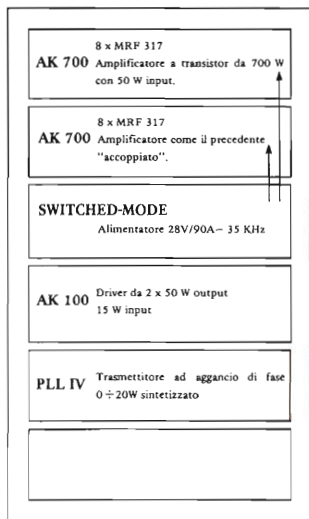 8 x MRF 317
AK 700 Amplificatore a transistor da 700 W
con 50 W input.
8 x MRF 317
AK 700 Amplificatore come il precedente
"accoppiato".
SWITCHED-MODE
Alimentatore 28V/90A– 35 KHz
AK 100 Driver da 2 x 50 W output
15 W input
PLL IV Trasmettitore ad aggancio di fase
0÷20W sintetizzato